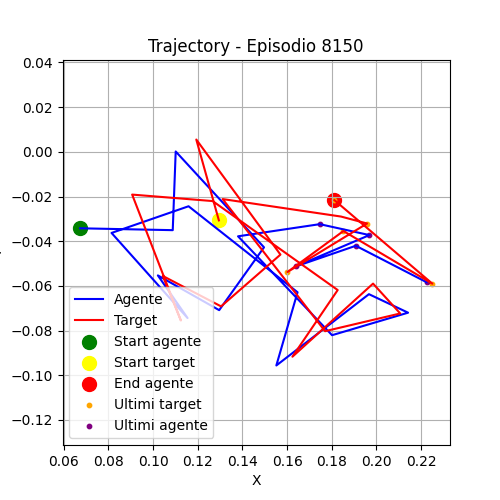 Trajectory - Episodio 8150
0.04
0.02
0.00
−0.02
−0.04
−0.06
−0.08
−0.10
−0.12
Agente
Target
Start agente
Start target
End agente
Ultimi target
Ultimi agente
0.06 0.08 0.10 0.12 0.14 0.16 0.18 0.20 0.22
X